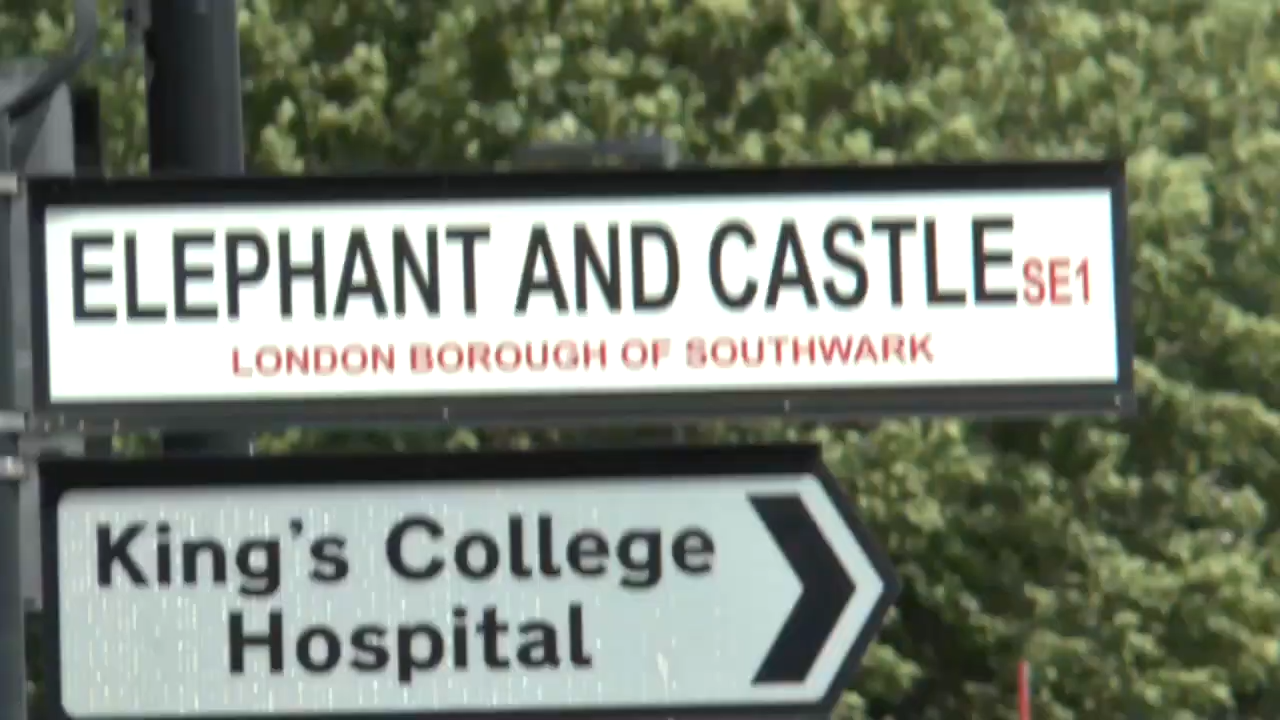 ELEPHANT AND CASTLE SE1
LONDON BOROUGH OF SOUTHWARK
King's College
Hospital